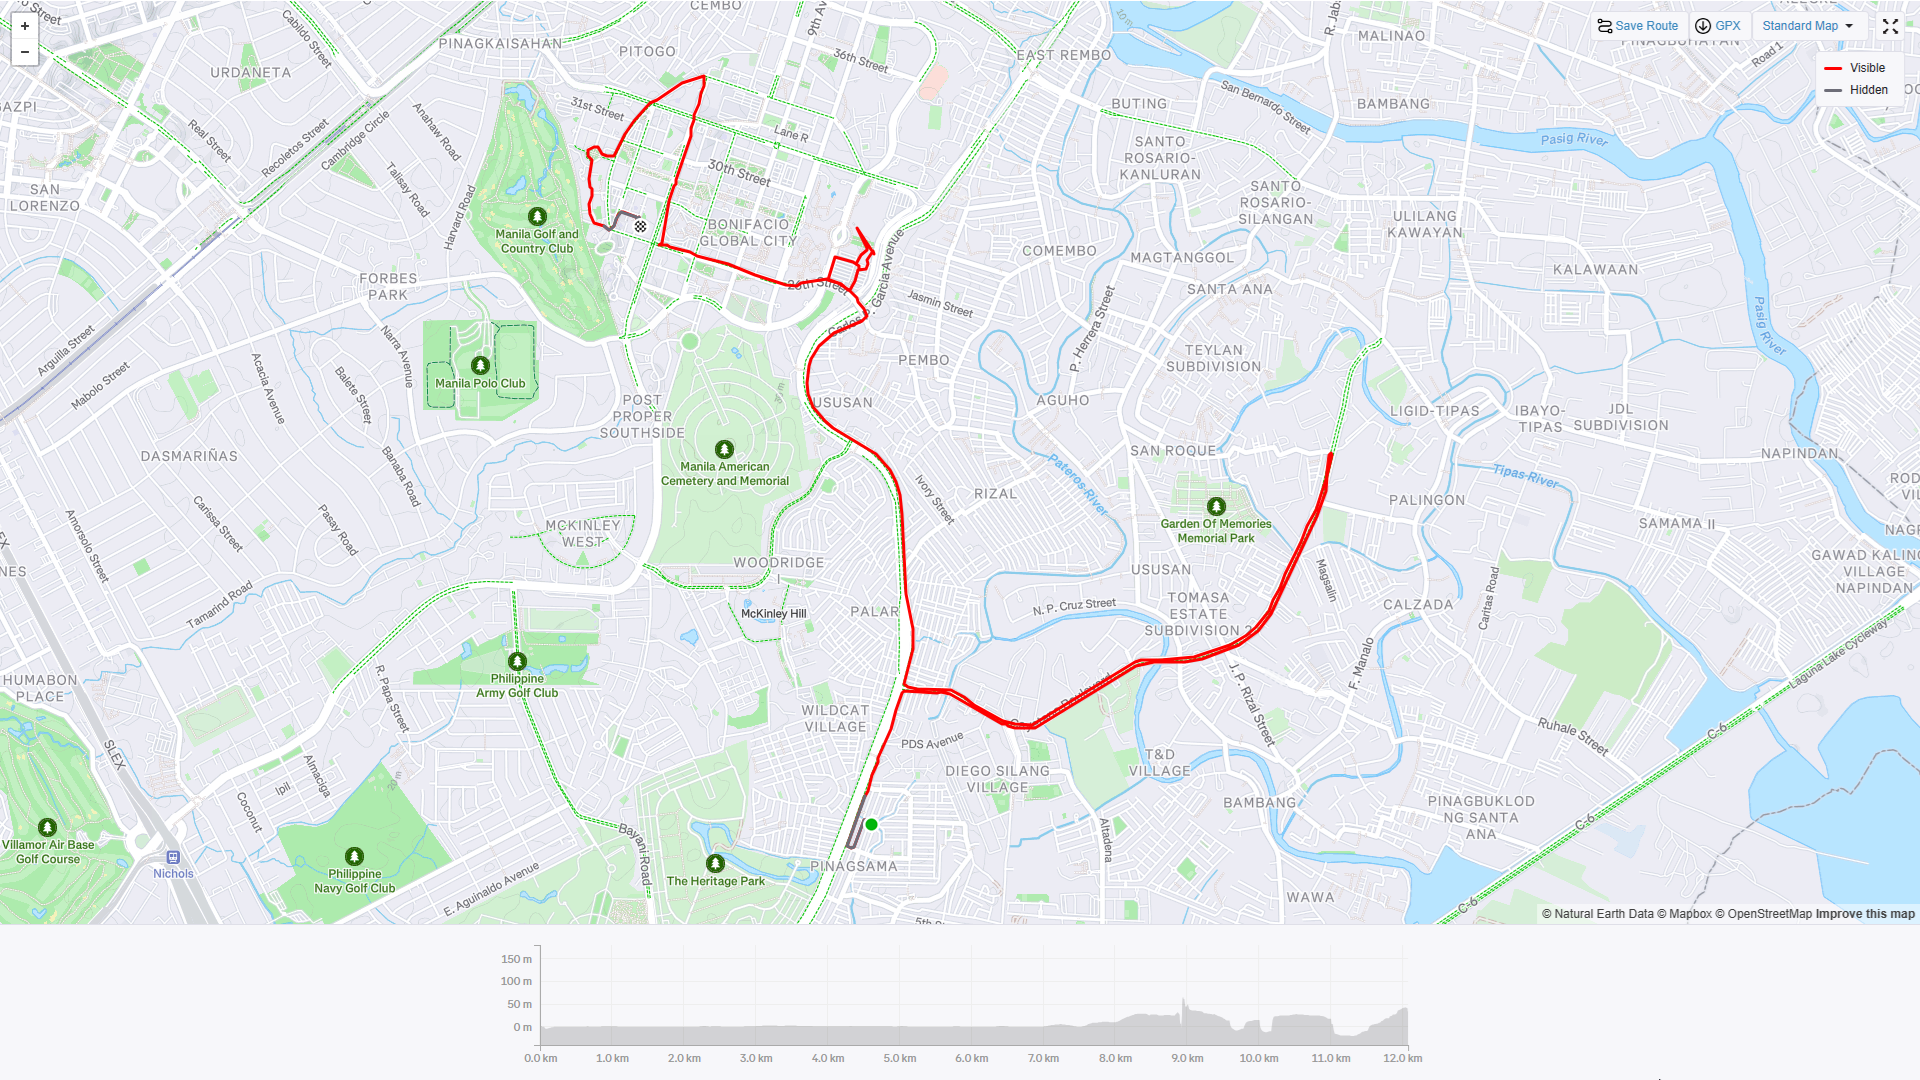 +
−
Save Route
GPX
Standard Map
Visible
Hidden
CEMBO
9th Av
Cebildo Street
PINAGKAISAHAN
PITOGO
36th Street
EAST REMBO
10 m
R. Jab
MALINAO
PINAGBUHATAN
Road 1
URDANETA
GAZPI
31st Street
Lane R
BUTING
San Bernardo Street
BAMBANG
Pasig River
Real Street
Recoletos Street
Cambridge Circle
Anahaw Road
Talisay Road
Harvard Road
SAN
LORENZO
30th Street
SANTO
ROSARIO-
KANLURAN
SANTO
ROSARIO-
SILANGAN
ULILANG
KAWAYAN
Manila Golf and
Country Club
BONIFACIO
GLOBAL CITY
COMEMBO
MAGTANGGOL
KALAWAAN
FORBES
PARK
26th Street
Carlos P. Garcia Avenue
Jasmin Street
SANTA ANA
P. Herrera Street
Pasig River
Arguilla Street
Mabolo Street
Narra Avenue
Acacia Avenue
Balete Street
Manila Polo Club
PEMBO
TEYLAN
SUBDIVISION
POST
PROPER
SOUTHSIDE
USUSAN
AGUHO
LIGID-TIPAS
IBAYO-
TIPAS
JDL
SUBDIVISION
DASMARIÑAS
Banaba Road
Manila American
Cemetery and Memorial
SAN ROQUE
NAPINDAN
Pateros River
Tipas River
Ivory Street
RIZAL
PALINGON
Carissa Street
Pasay Road
Amorsolo Street
MCKINLEY
WEST
Garden Of Memories
Memorial Park
SAMAMA II
WOODRIDGE
I
USUSAN
Magsalin
GAWAD KALING
VILLAGE
NAPINDAN
Tamarind Road
McKinley Hill
PALAR
N. P. Cruz Street
TOMASA
ESTATE
SUBDIVISION 2
CALZADA
Caritas Road
Laguna Lake Cycleway
HUMABON
PLACE
Philippine
Army Golf Club
R. Papa Street
F. Manalo
J. P. Rizal Street
WILDCAT
VILLAGE
PDS Avenue
C-6
Ruhale Street
SLEX
Almaciga
Ipil
Coconut
20 m
DIEGO SILANG
VILLAGE
T&D
VILLAGE
BAMBANG
PINAGBUKLOD
NG SANTA
ANA
C-6
Altadena
Villamor Air Base
Golf Course
Nichols
Philippine
Navy Golf Club
Bayani Road
E. Aguinaldo Avenue
The Heritage Park
PINAGSAMA
WAWA
C-6
© Natural Earth Data © Mapbox © OpenStreetMap Improve this map
150 m
100 m
50 m
0 m
0.0 km
1.0 km
2.0 km
3.0 km
4.0 km
5.0 km
6.0 km
7.0 km
8.0 km
9.0 km
10.0 km
11.0 km
12.0 km